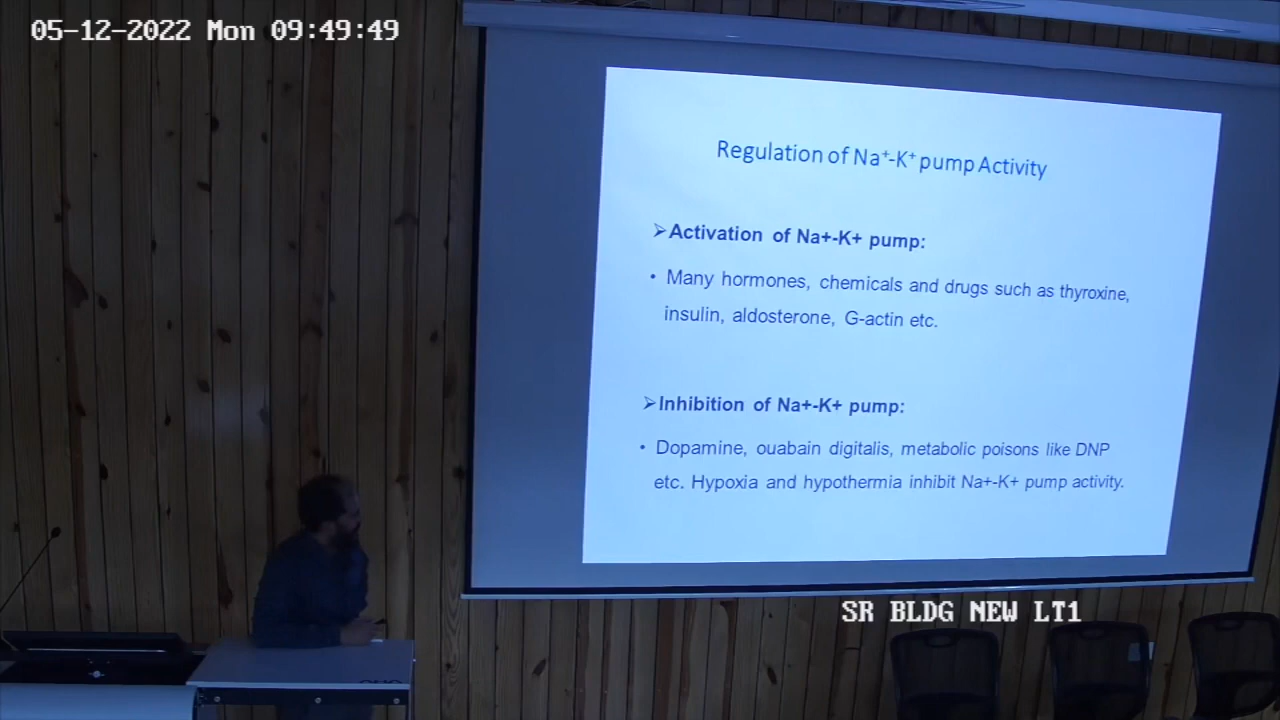 05-12-2022 Mon 09:49:49
Regulation of Na⁺-K⁺ pump Activity
➢Activation of Na+-K+ pump:
• Many hormones, chemicals and drugs such as thyroxine,
insulin, aldosterone, G-actin etc.
➢Inhibition of Na+-K+ pump:
• Dopamine, ouabain digitalis, metabolic poisons like DNP
etc. Hypoxia and hypothermia inhibit Na+-K+ pump activity.
SR BLDG NEW LT1